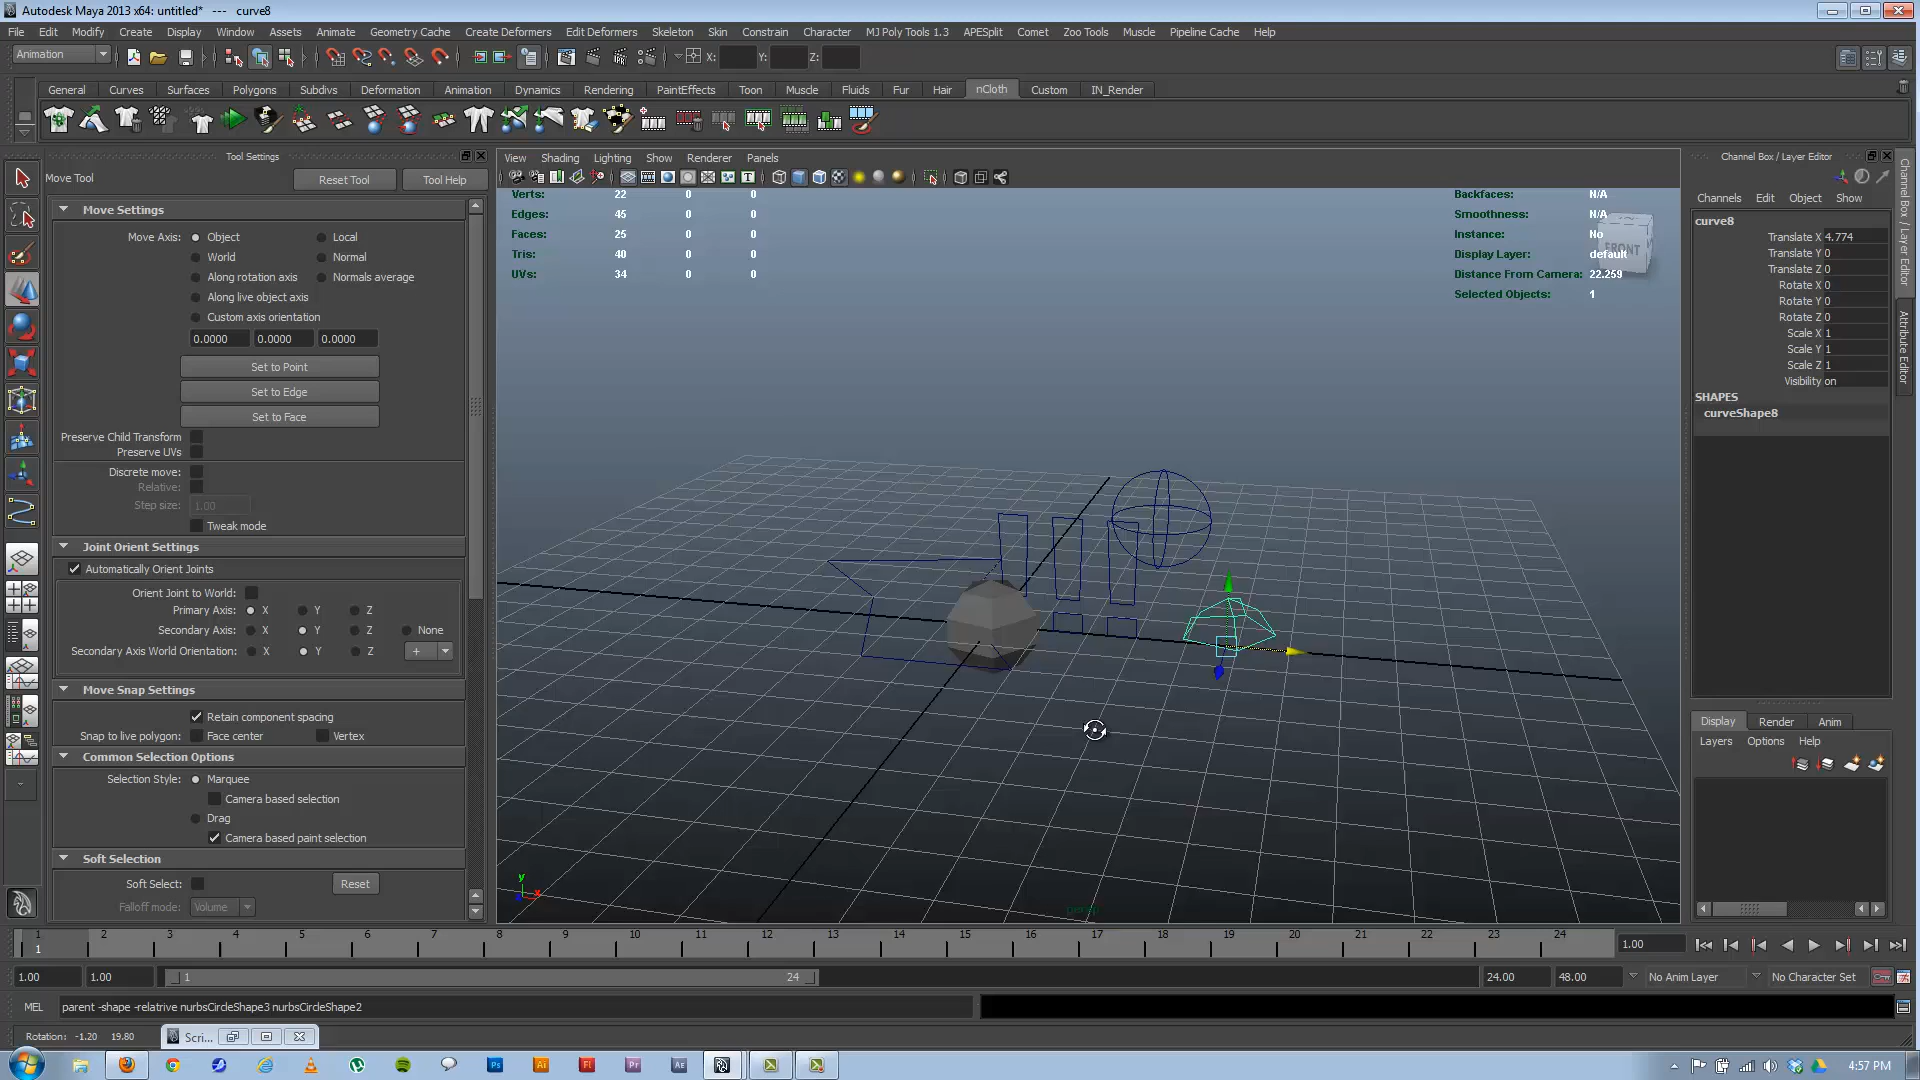 Autodesk Maya 2013 x64: untitled*   ---   curve8
File Edit Modify Create Display Window Assets Animate Geometry Cache Create Deformers Edit Deformers Skeleton Skin Constrain Character MJ Poly Tools 1.3 APESplit Comet Zoo Tools Muscle Pipeline Cache Help
Animation X: Y: Z:
General Curves Surfaces Subdivs Deformation Animation Dynamics Rendering PaintEffects Toon Muscle Fluids Fur Hair nCloth Custom IN_Render
Tool Settings
Move Tool Reset Tool Tool Help
Move Settings
Move Axis: Object Local
World Normal
Along rotation axis Normals average
Along live object axis
Custom axis orientation
0.0000 0.0000 0.0000
Set to Point
Set to Edge
Set to Face
Preserve Child Transform
Preserve UVs
Discrete move:
Relative:
Step size: 1.00
Tweak mode
Joint Orient Settings
Automatically Orient Joints
Orient Joint to World:
Primary Axis: X Y Z
Secondary Axis: X Y Z None
Secondary Axis World Orientation: X Y Z +
Move Snap Settings
Retain component spacing
Snap to live polygon: Face center Vertex
Common Selection Options
Selection Style: Marquee
Camera based selection
Drag
Camera based paint selection
Soft Selection
Soft Select: Reset
Falloff mode: Volume
View Shading Lighting Show Renderer Panels
Verts: 22 0 0
Edges: 45 0 0
Faces: 25 0 0
Tris: 40 0 0
UVs: 34 0 0
Backfaces: N/A
Smoothness: N/A
Instance: No
Display Layer: default
Distance From Camera: 22.259
Selected Objects: 1
FRONT
y
x
persp
Channel Box / Layer Editor
Channels Edit Object Show
curve8
Translate X 4.774
Translate Y 0
Translate Z 0
Rotate X 0
Rotate Y 0
Rotate Z 0
Scale X 1
Scale Y 1
Scale Z 1
Visibility on
SHAPES
curveShape8
Channel Box / Layer Editor
Attribute Editor
Display Render Anim
Layers Options Help
1 2 3 4 5 6 7 8 9 10 11 12 13 14 15 16 17 18 19 20 21 22 23 24
1 1.00
1.00 1.00 1 24 24.00 48.00 No Anim Layer No Character Set
MEL parent -shape -relatrive nurbsCircleShape3 nurbsCircleShape2
Rotation: -1.20 19.80 Scri...
Ps Ai Fl Pr Ae 4:57 PM